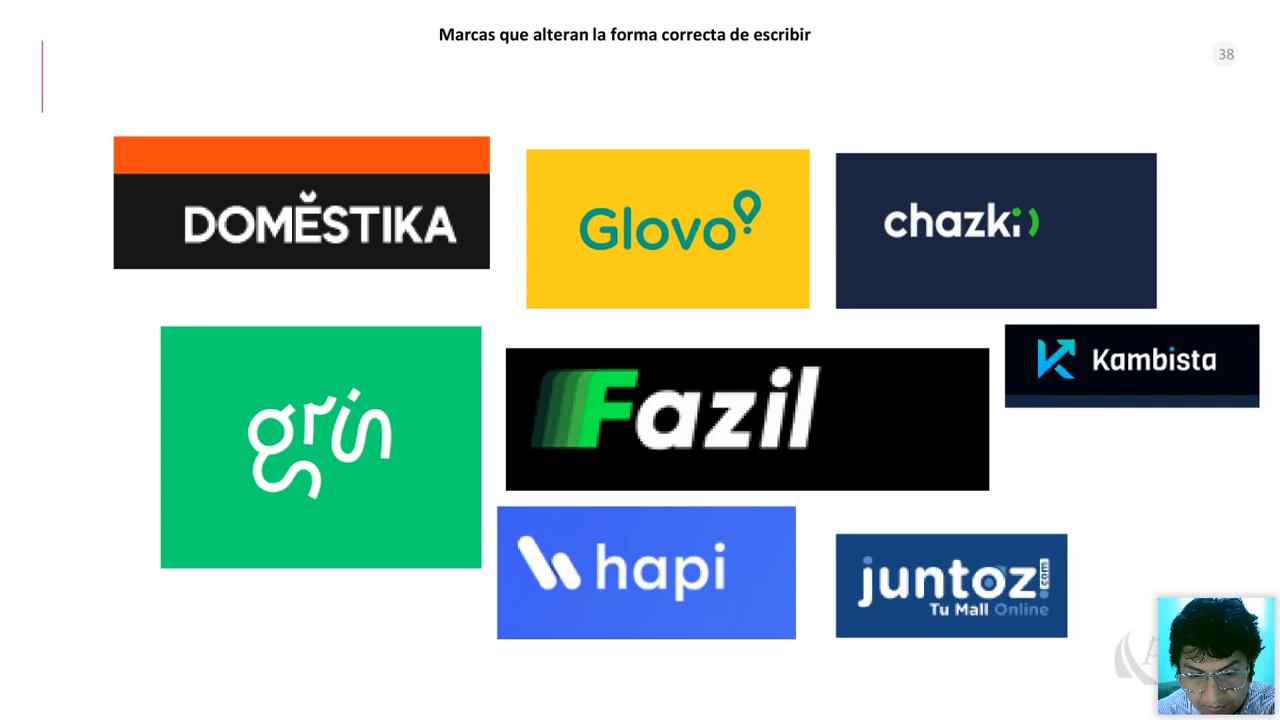 Marcas que alteran la forma correcta de escribir
38
DOMĚSTIKA
Glovo
chazki
grin
Fazil
Kambista
hapi
juntoz.com
Tu Mall Online